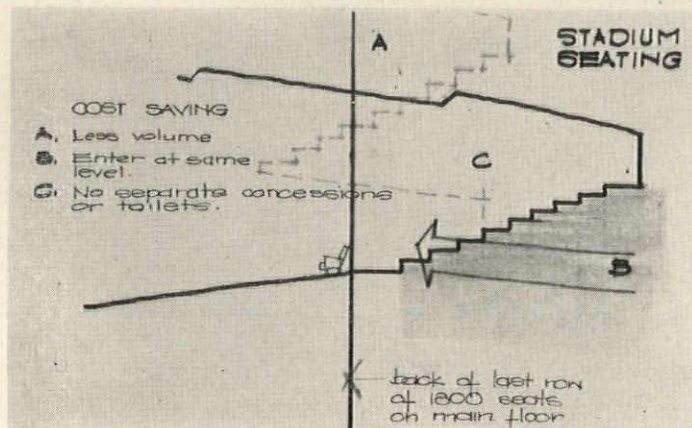 A
STADIUM
SEATING
COST SAVING
A. Less volume
B. Enter at same
level.
C. No separate concessions
or toilets.
C
B
back of last row
of 1800 seats
on main floor